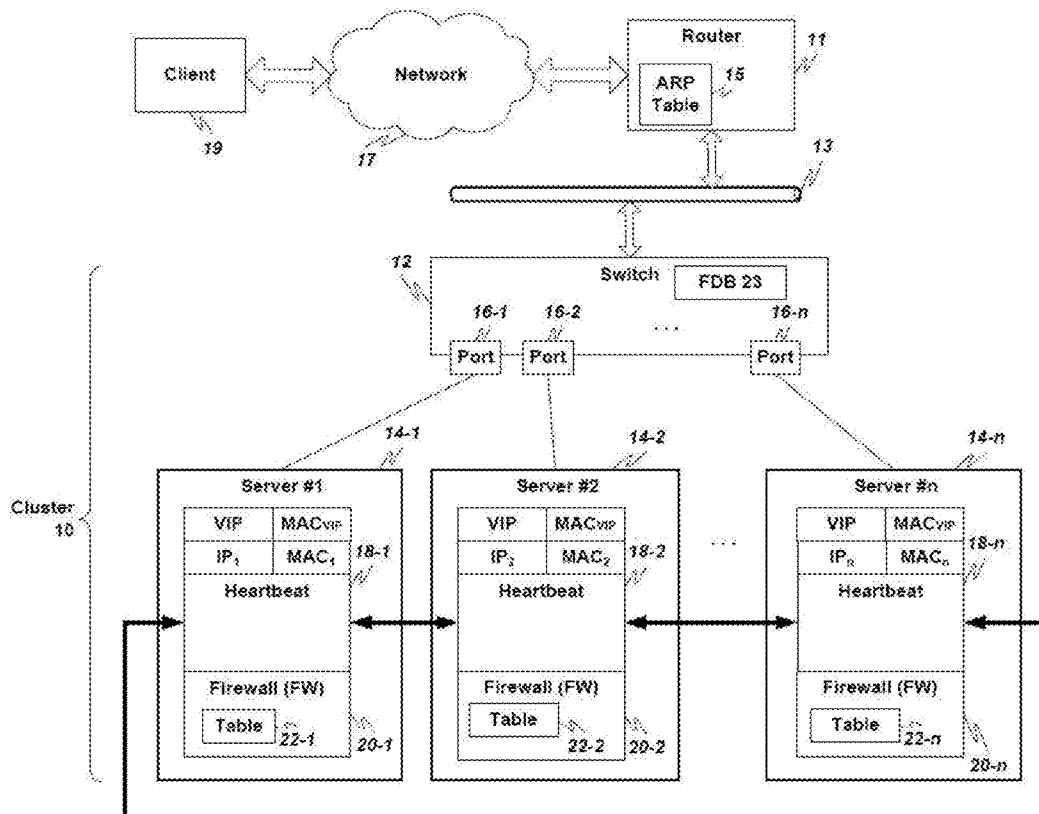 Router
11
Client
Network
ARP
Table
15
19
17
13
12
Switch
FDB 23
16-1
16-2
...
16-n
Port
Port
Port
14-1
14-2
14-n
Cluster
10
Server #1
VIP
MACVIP
IP1
MAC1
18-1
Heartbeat
Firewall (FW)
Table
22-1
20-1
Server #2
VIP
MACVIP
IP2
MAC2
18-2
Heartbeat
Firewall (FW)
Table
22-2
20-2
...
Server #n
VIP
MACVIP
IPn
MACn
18-n
Heartbeat
Firewall (FW)
Table
22-n
20-n